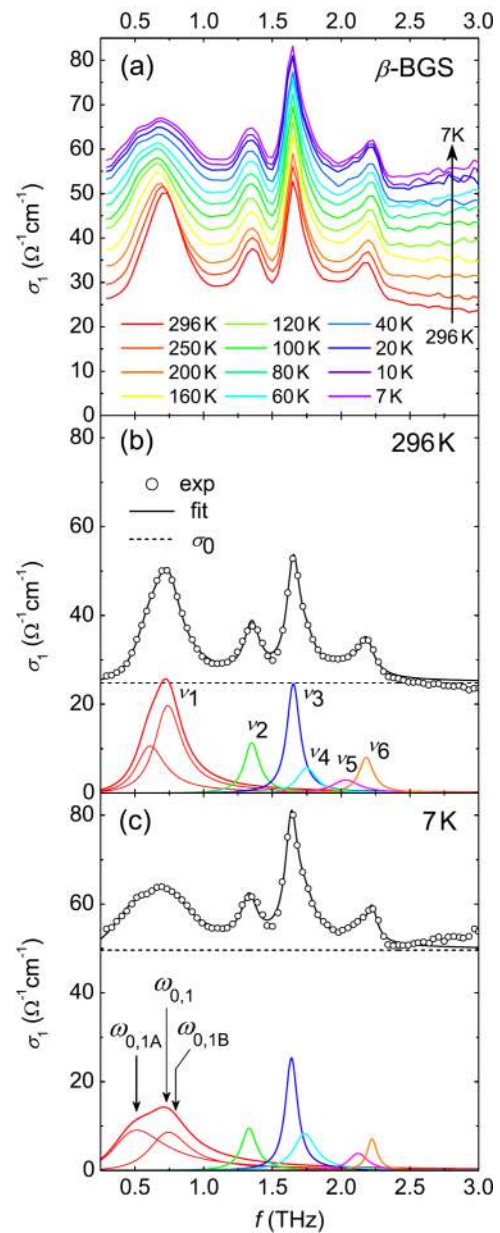 0.5 1.0 1.5 2.0 2.5 3.0
(a) β-BGS
80
70
60
50
40
30
20
10
0
σ₁ (Ω⁻¹cm⁻¹)
7K
296K
296K 120K 40K
250K 100K 20K
200K 80K 10K
160K 60K 7K
(b) 296K
exp
fit
σ₀
80
60
40
20
0
σ₁ (Ω⁻¹cm⁻¹)
ν₁ ν₂ ν₃ ν₄ ν₅ ν₆
(c) 7K
80
60
40
20
0
σ₁ (Ω⁻¹cm⁻¹)
ω₀,₁
ω₀,₁A ω₀,₁B
0.5 1.0 1.5 2.0 2.5 3.0
f (THz)